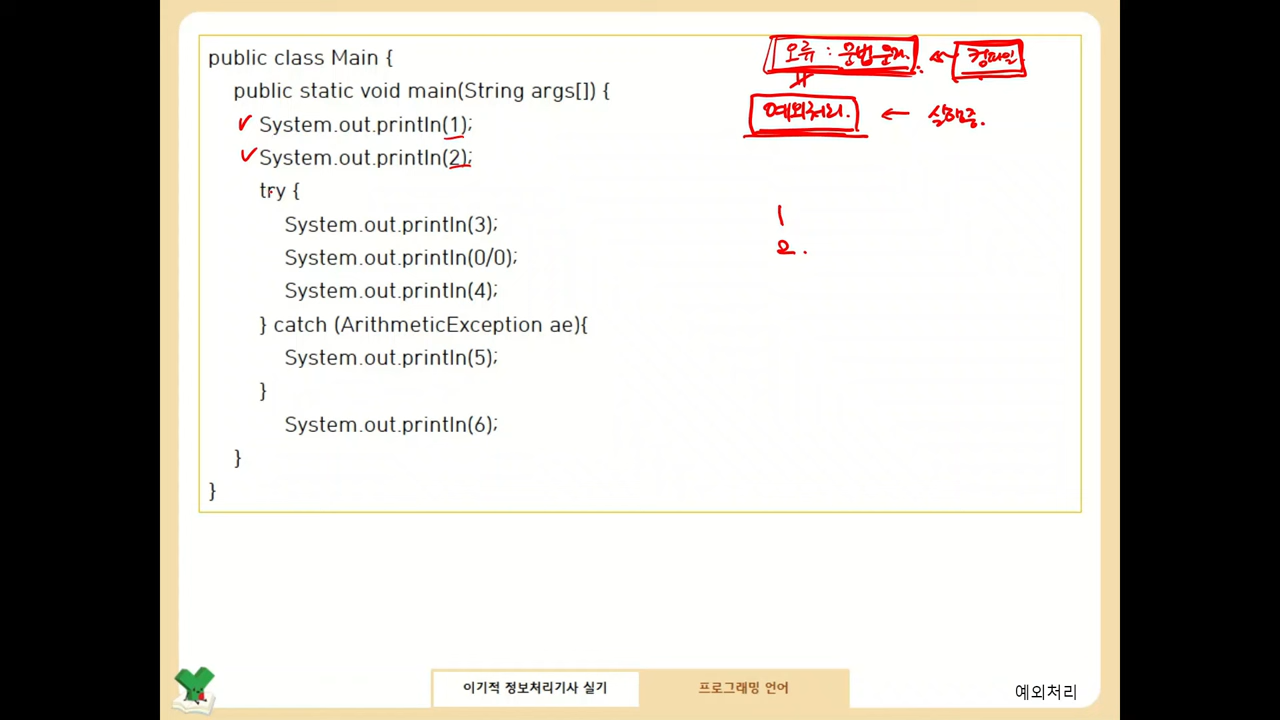 public class Main {
public static void main(String args[]) {
System.out.println(1);
System.out.println(2);
try {
System.out.println(3);
System.out.println(0/0);
System.out.println(4);
} catch (ArithmeticException ae){
System.out.println(5);
}
System.out.println(6);
}
}
오류 : 문법 문제
컴파일
예외처리.
← 실행중.
1
2.
이기적 정보처리기사 실기
프로그래밍 언어
예외처리